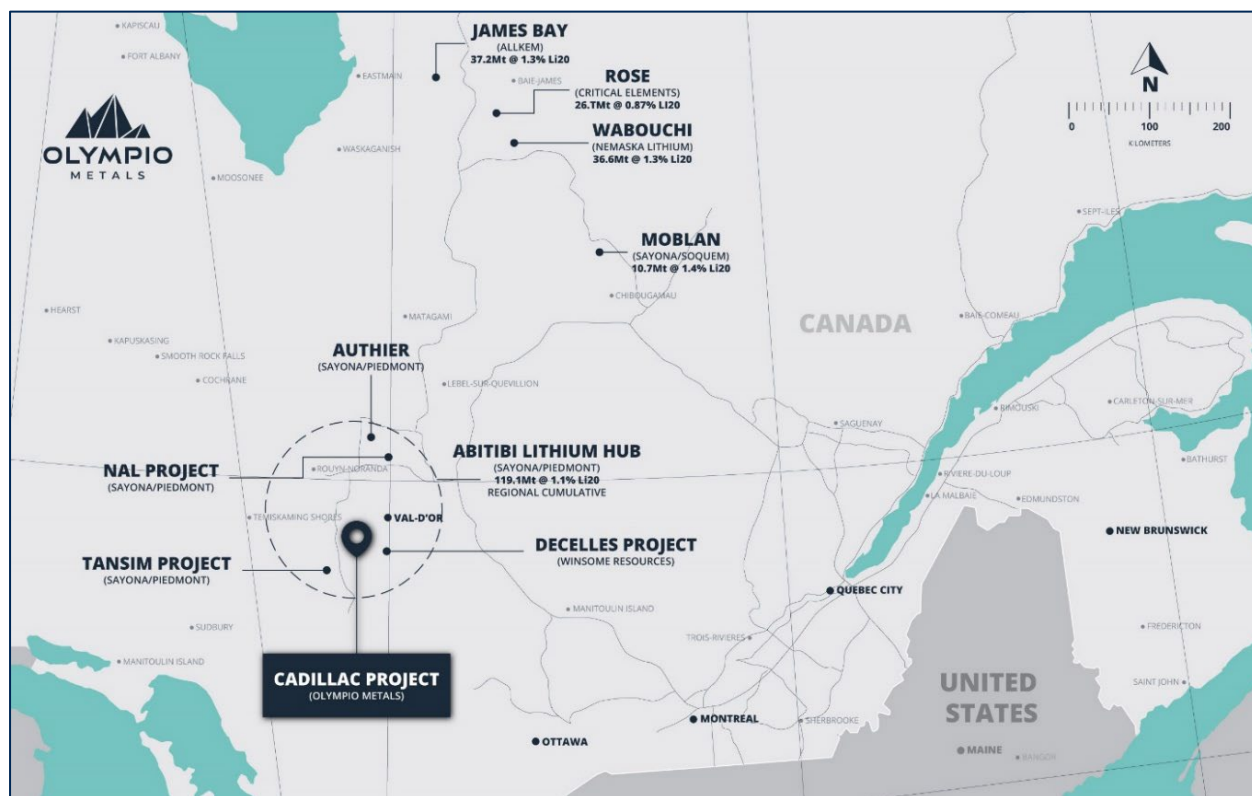 KAPISCAU
FORT ALBANY
EASTMAIN
JAMES BAY
(ALLKEM)
37.2Mt @ 1.3% Li20
BAIE-JAMES
ROSE
(CRITICAL ELEMENTS)
26.TMt @ 0.87% LI20
WABOUCHI
(NEMASKA LITHIUM)
36.6Mt @ 1.3% Li20
N
0 100 200
K LOMETERS
OLYMPIO
METALS
WASKAGANISH
MOOSONEE
SEPT-ILES
MOBLAN
(SAYONA/SOQUEM)
10.7Mt @ 1.4% Li20
CHIBOUGAMAU
HEARST
MATAGAMI
CANADA
BAIE-COMEAU
KAPUSKASING
SMOOTH ROCK FALLS
COCHRANE
AUTHIER
(SAYONA/PIEDMONT)
LEBEL-SUR-QUEVILLION
CARLETON-SUR-MER
RIMOUSKI
SAGUENAY
NAL PROJECT
(SAYONA/PIEDMONT)
ROUYN-NORANDA
ABITIBI LITHIUM HUB
(SAYONA/PIEDMONT)
119.1Mt @ 1.1% Li20
REGIONAL CUMULATIVE
BATHURST
RIVIERE-DU-LOUP
LA MALBAIE
EDMUNDSTON
TEMISKAMING SHORES
VAL-D'OR
NEW BRUNSWICK
DECELLES PROJECT
(WINSOME RESOURCES)
TANSIM PROJECT
(SAYONA/PIEDMONT)
QUEBEC CITY
MANITOULIN ISLAND
SUDBURY
TROIS-RIVIERES
FREDERICTON
MANITOULIN ISLAND
CADILLAC PROJECT
(OLYMPIO METALS)
UNITED
STATES
SAINT JOHN
MONTREAL
SHERBROOKE
OTTAWA
MAINE
BANGOR